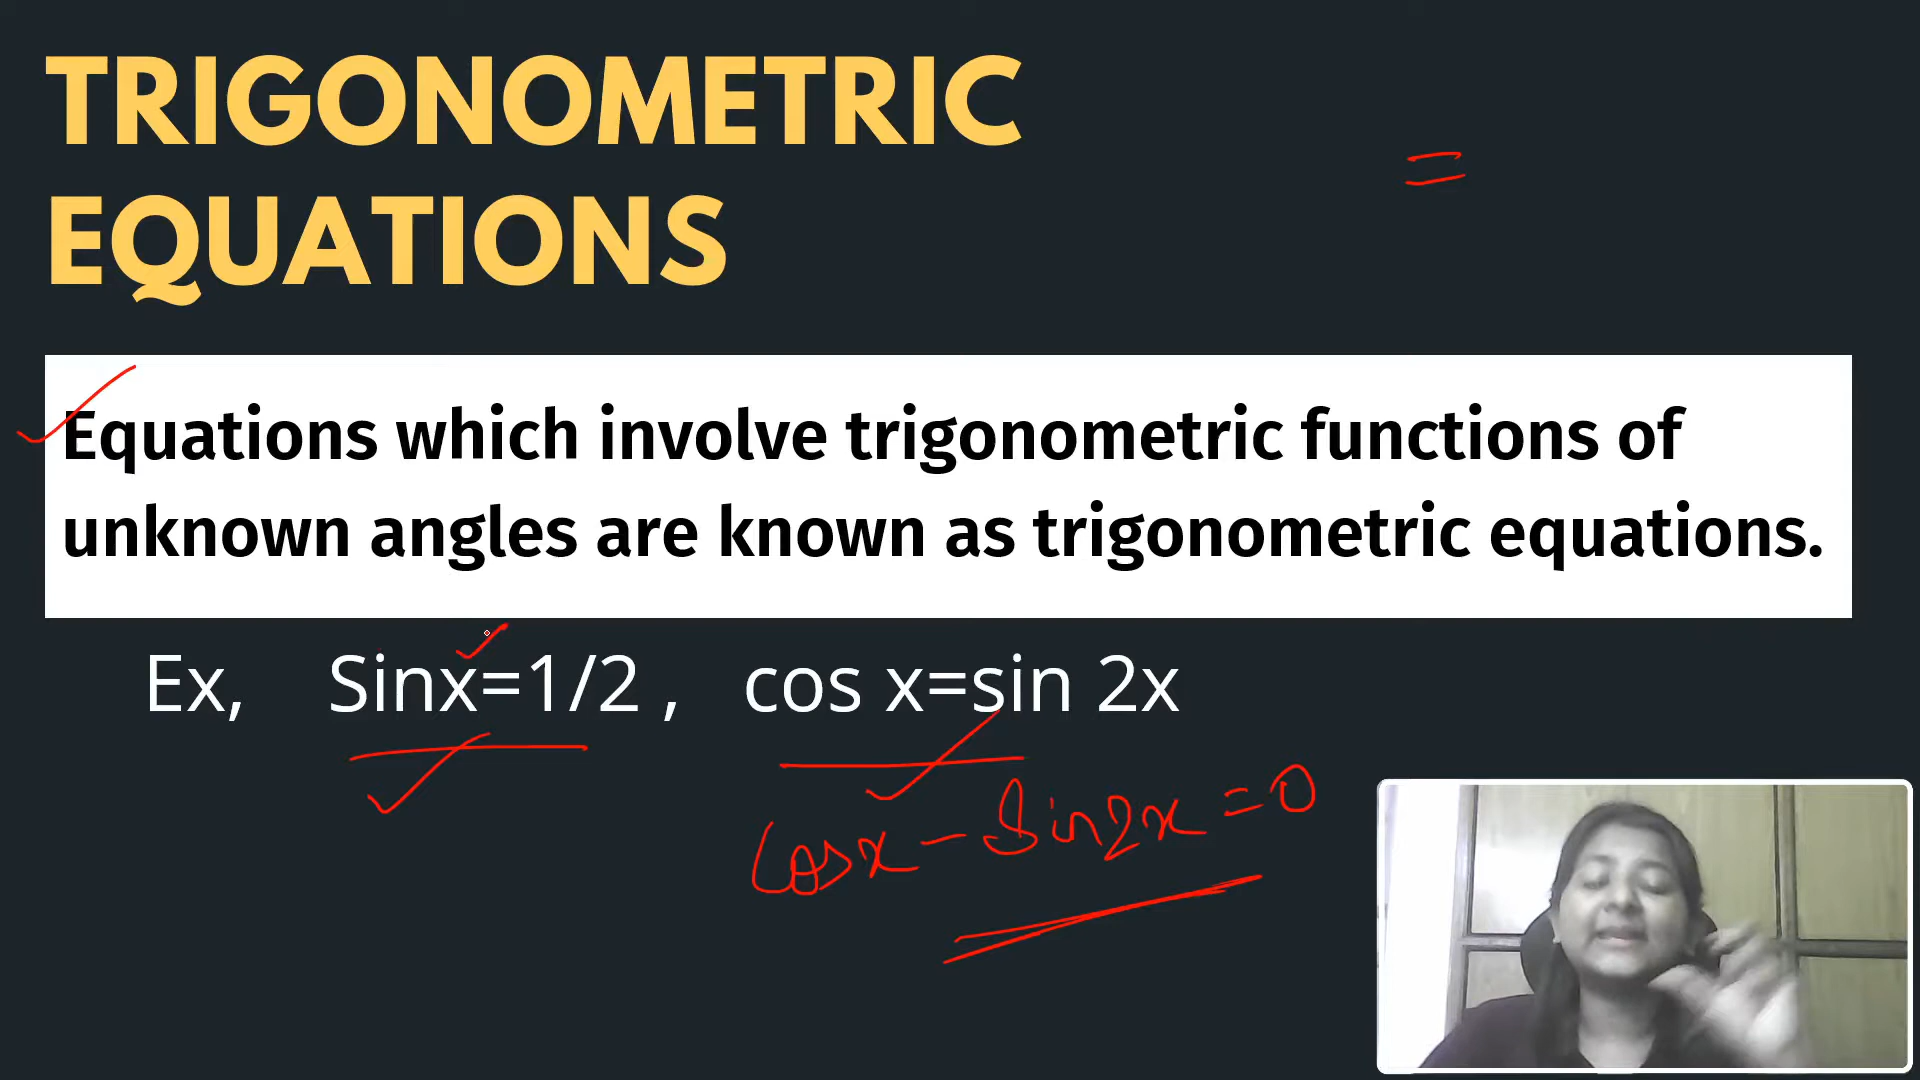 TRIGONOMETRIC
EQUATIONS
=
Equations which involve trigonometric functions of
unknown angles are known as trigonometric equations.
Ex, Sinx=1/2 , cos x=sin 2x
Cosx - Sin2x = 0